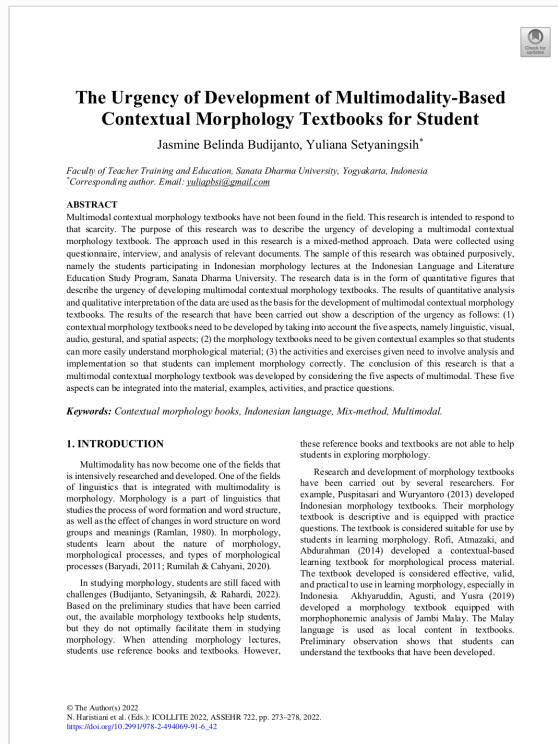 Check for
updates
The Urgency of Development of Multimodality-Based
Contextual Morphology Textbooks for Student
Jasmine Belinda Budijanto, Yuliana Setyaningsih*
Faculty of Teacher Training and Education, Sanata Dharma University, Yogyakarta, Indonesia
*Corresponding author. Email: yuliapbsi@gmail.com
ABSTRACT
Multimodal contextual morphology textbooks have not been found in the field. This research is intended to respond to
that scarcity. The purpose of this research was to describe the urgency of developing a multimodal contextual
morphology textbook. The approach used in this research is a mixed-method approach. Data were collected using
questionnaire, interview, and analysis of relevant documents. The sample of this research was obtained purposively,
namely the students participating in Indonesian morphology lectures at the Indonesian Language and Literature
Education Study Program, Sanata Dharma University. The research data is in the form of quantitative figures that
describe the urgency of developing multimodal contextual morphology textbooks. The results of quantitative analysis
and qualitative interpretation of the data are used as the basis for the development of multimodal contextual morphology
textbooks. The results of the research that have been carried out show a description of the urgency as follows: (1)
contextual morphology textbooks need to be developed by taking into account the five aspects, namely linguistic, visual,
audio, gestural, and spatial aspects; (2) the morphology textbooks need to be given contextual examples so that students
can more easily understand morphological material; (3) the activities and exercises given need to involve analysis and
implementation so that students can implement morphology correctly. The conclusion of this research is that a
multimodal contextual morphology textbook was developed by considering the five aspects of multimodal. These five
aspects can be integrated into the material, examples, activities, and practice questions.
Keywords: Contextual morphology books, Indonesian language, Mix-method, Multimodal.
1. INTRODUCTION
Multimodality has now become one of the fields that
is intensively researched and developed. One of the fields
of linguistics that is integrated with multimodality is
morphology. Morphology is a part of linguistics that
studies the process of word formation and word structure,
as well as the effect of changes in word structure on word
groups and meanings (Ramlan, 1980). In morphology,
students learn about the nature of morphology,
morphological processes, and types of morphological
processes (Baryadi, 2011; Rumilah & Cahyani, 2020).
In studying morphology, students are still faced with
challenges (Budijanto, Setyaningsih, & Rahardi, 2022).
Based on the preliminary studies that have been carried
out, the available morphology textbooks help students,
but they do not optimally facilitate them in studying
morphology. When attending morphology lectures,
students use reference books and textbooks. However,
these reference books and textbooks are not able to help
students in exploring morphology.
Research and development of morphology textbooks
have been carried out by several researchers. For
example, Puspitasari and Wuryantoro (2013) developed
Indonesian morphology textbooks. Their morphology
textbook is descriptive and is equipped with practice
questions. The textbook is considered suitable for use by
students in learning morphology. Rofi, Atmazaki, and
Abdurahman (2014) developed a contextual-based
learning textbook for morphological process material.
The textbook developed is considered effective, valid,
and practical to use in learning morphology, especially in
Indonesia. Akhyaruddin, Agusti, and Yusra (2019)
developed a morphology textbook equipped with
morphophonemic analysis of Jambi Malay. The Malay
language is used as local content in textbooks.
Preliminary observation shows that students can
understand the textbooks that have been developed.
© The Author(s) 2022
N. Haristiani et al. (Eds.): ICOLLITE 2022, ASSEHR 722, pp. 273–278, 2022.
https://doi.org/10.2991/978-2-494069-91-6_42